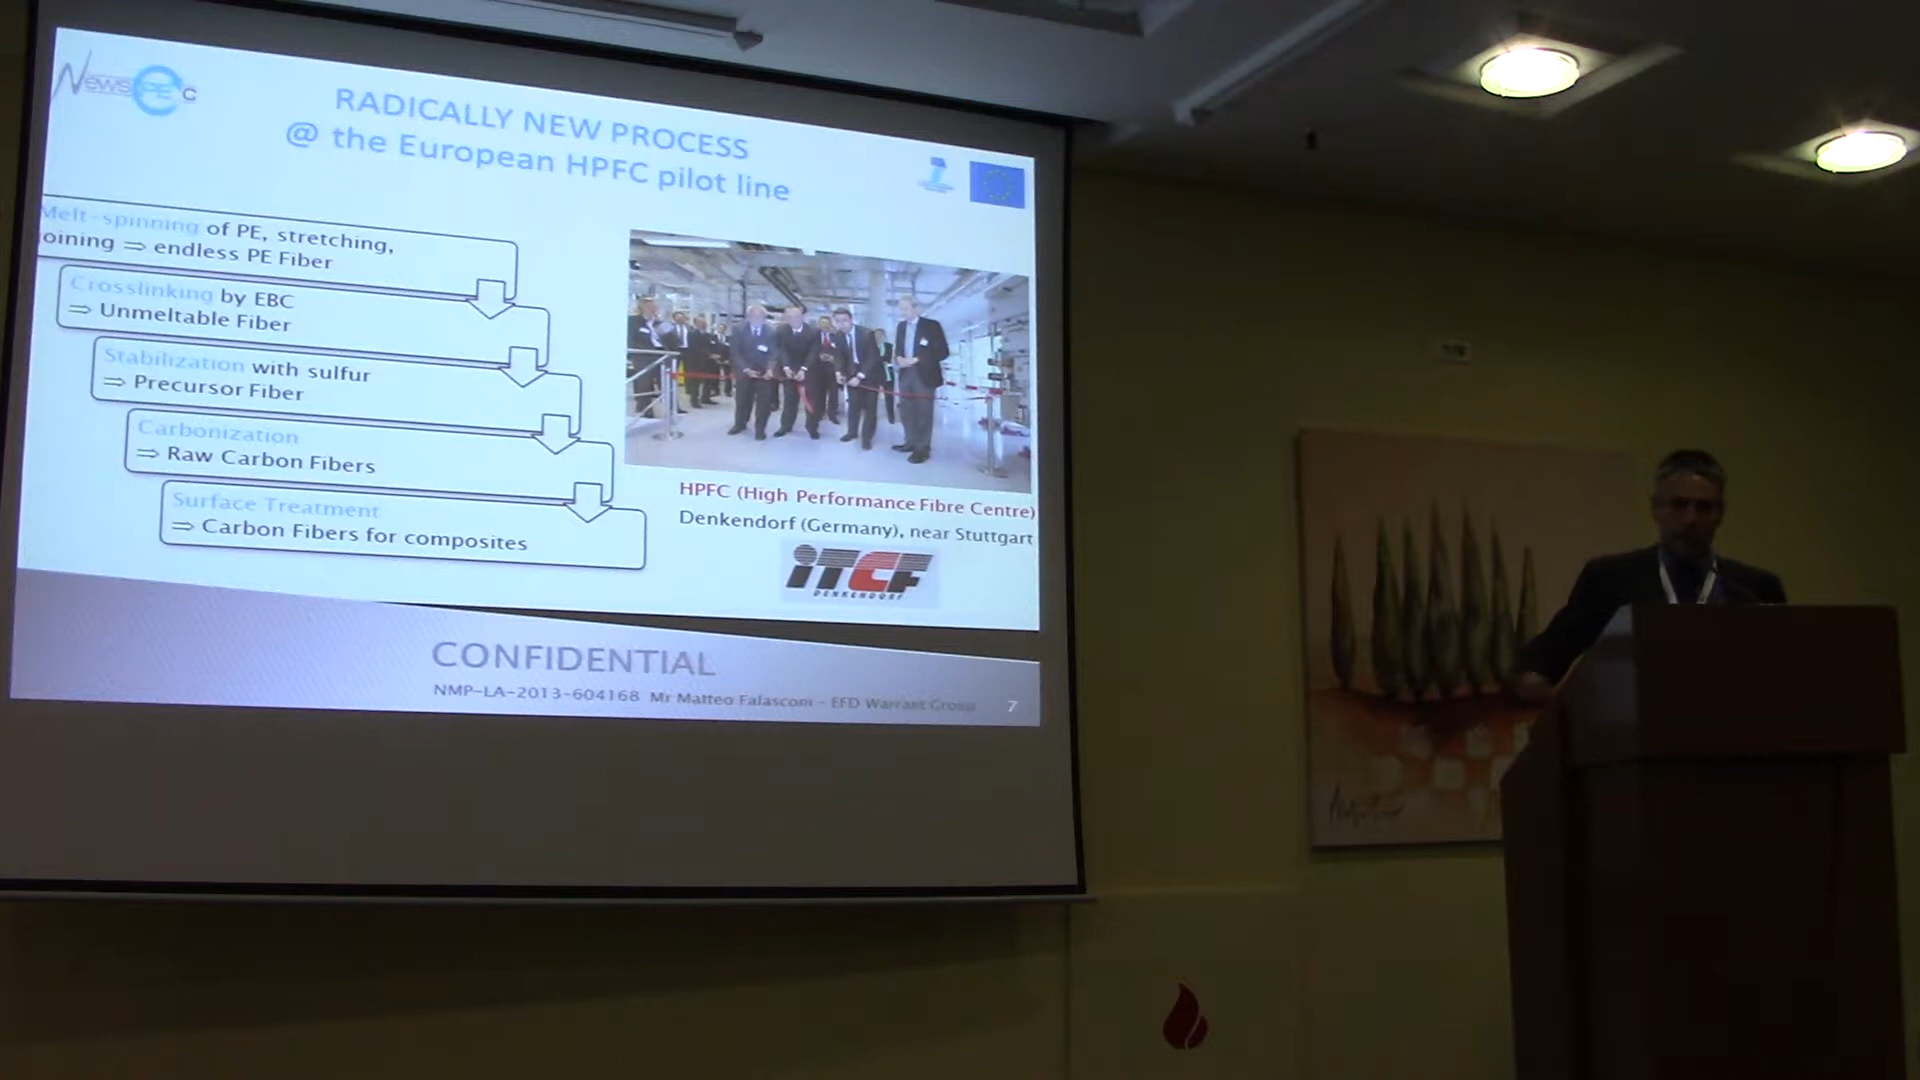 NewSPEC
RADICALLY NEW PROCESS
@ the European HPFC pilot line
Melt-spinning of PE, stretching,
joining ⇒ endless PE Fiber
Crosslinking by EBC
⇒ Unmeltable Fiber
Stabilization with sulfur
⇒ Precursor Fiber
Carbonization
⇒ Raw Carbon Fibers
Surface Treatment
⇒ Carbon Fibers for composites
HPFC (High Performance Fibre Centre)
Denkendorf (Germany), near Stuttgart
iTCF
DENKENDORF
CONFIDENTIAL
NMP-LA-2013-604168 Mr Matteo Falasconi - EFD Warrant Group
7